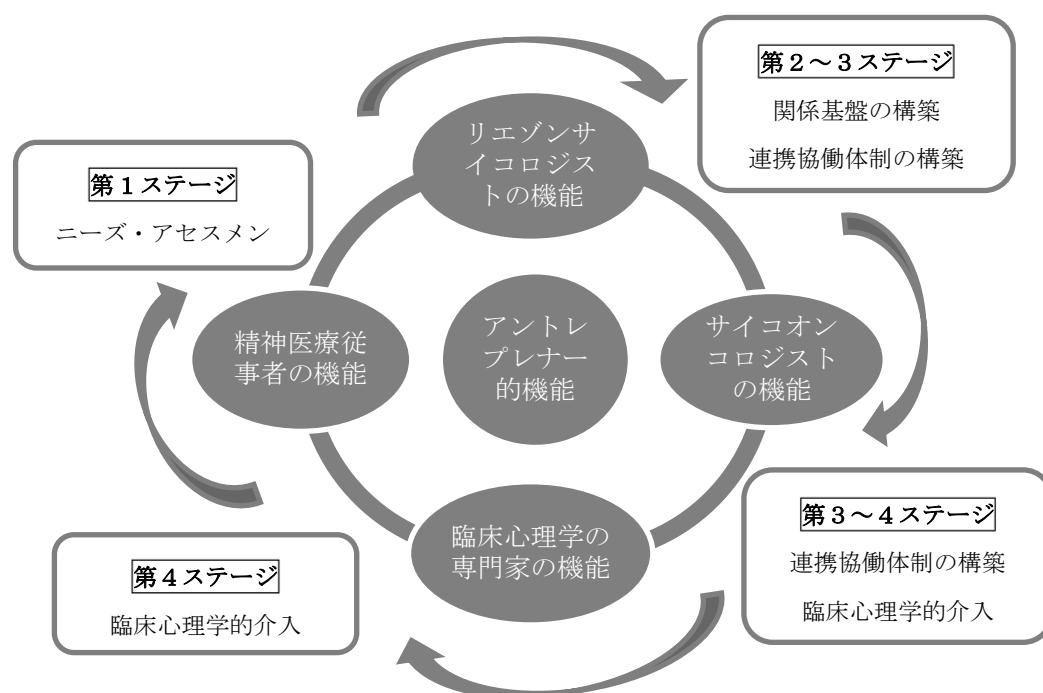 第２～３ステージ
関係基盤の構築
連携協働体制の構築
リエゾンサ
イコロジス
トの機能
第１ステージ
ニーズ・アセスメン
精神医療従
事者の機能
アントレ
プレナー
的機能
サイコオン
コロジスト
の機能
臨床心理学の
専門家の機能
第３～４ステージ
連携協働体制の構築
臨床心理学的介入
第４ステージ
臨床心理学的介入